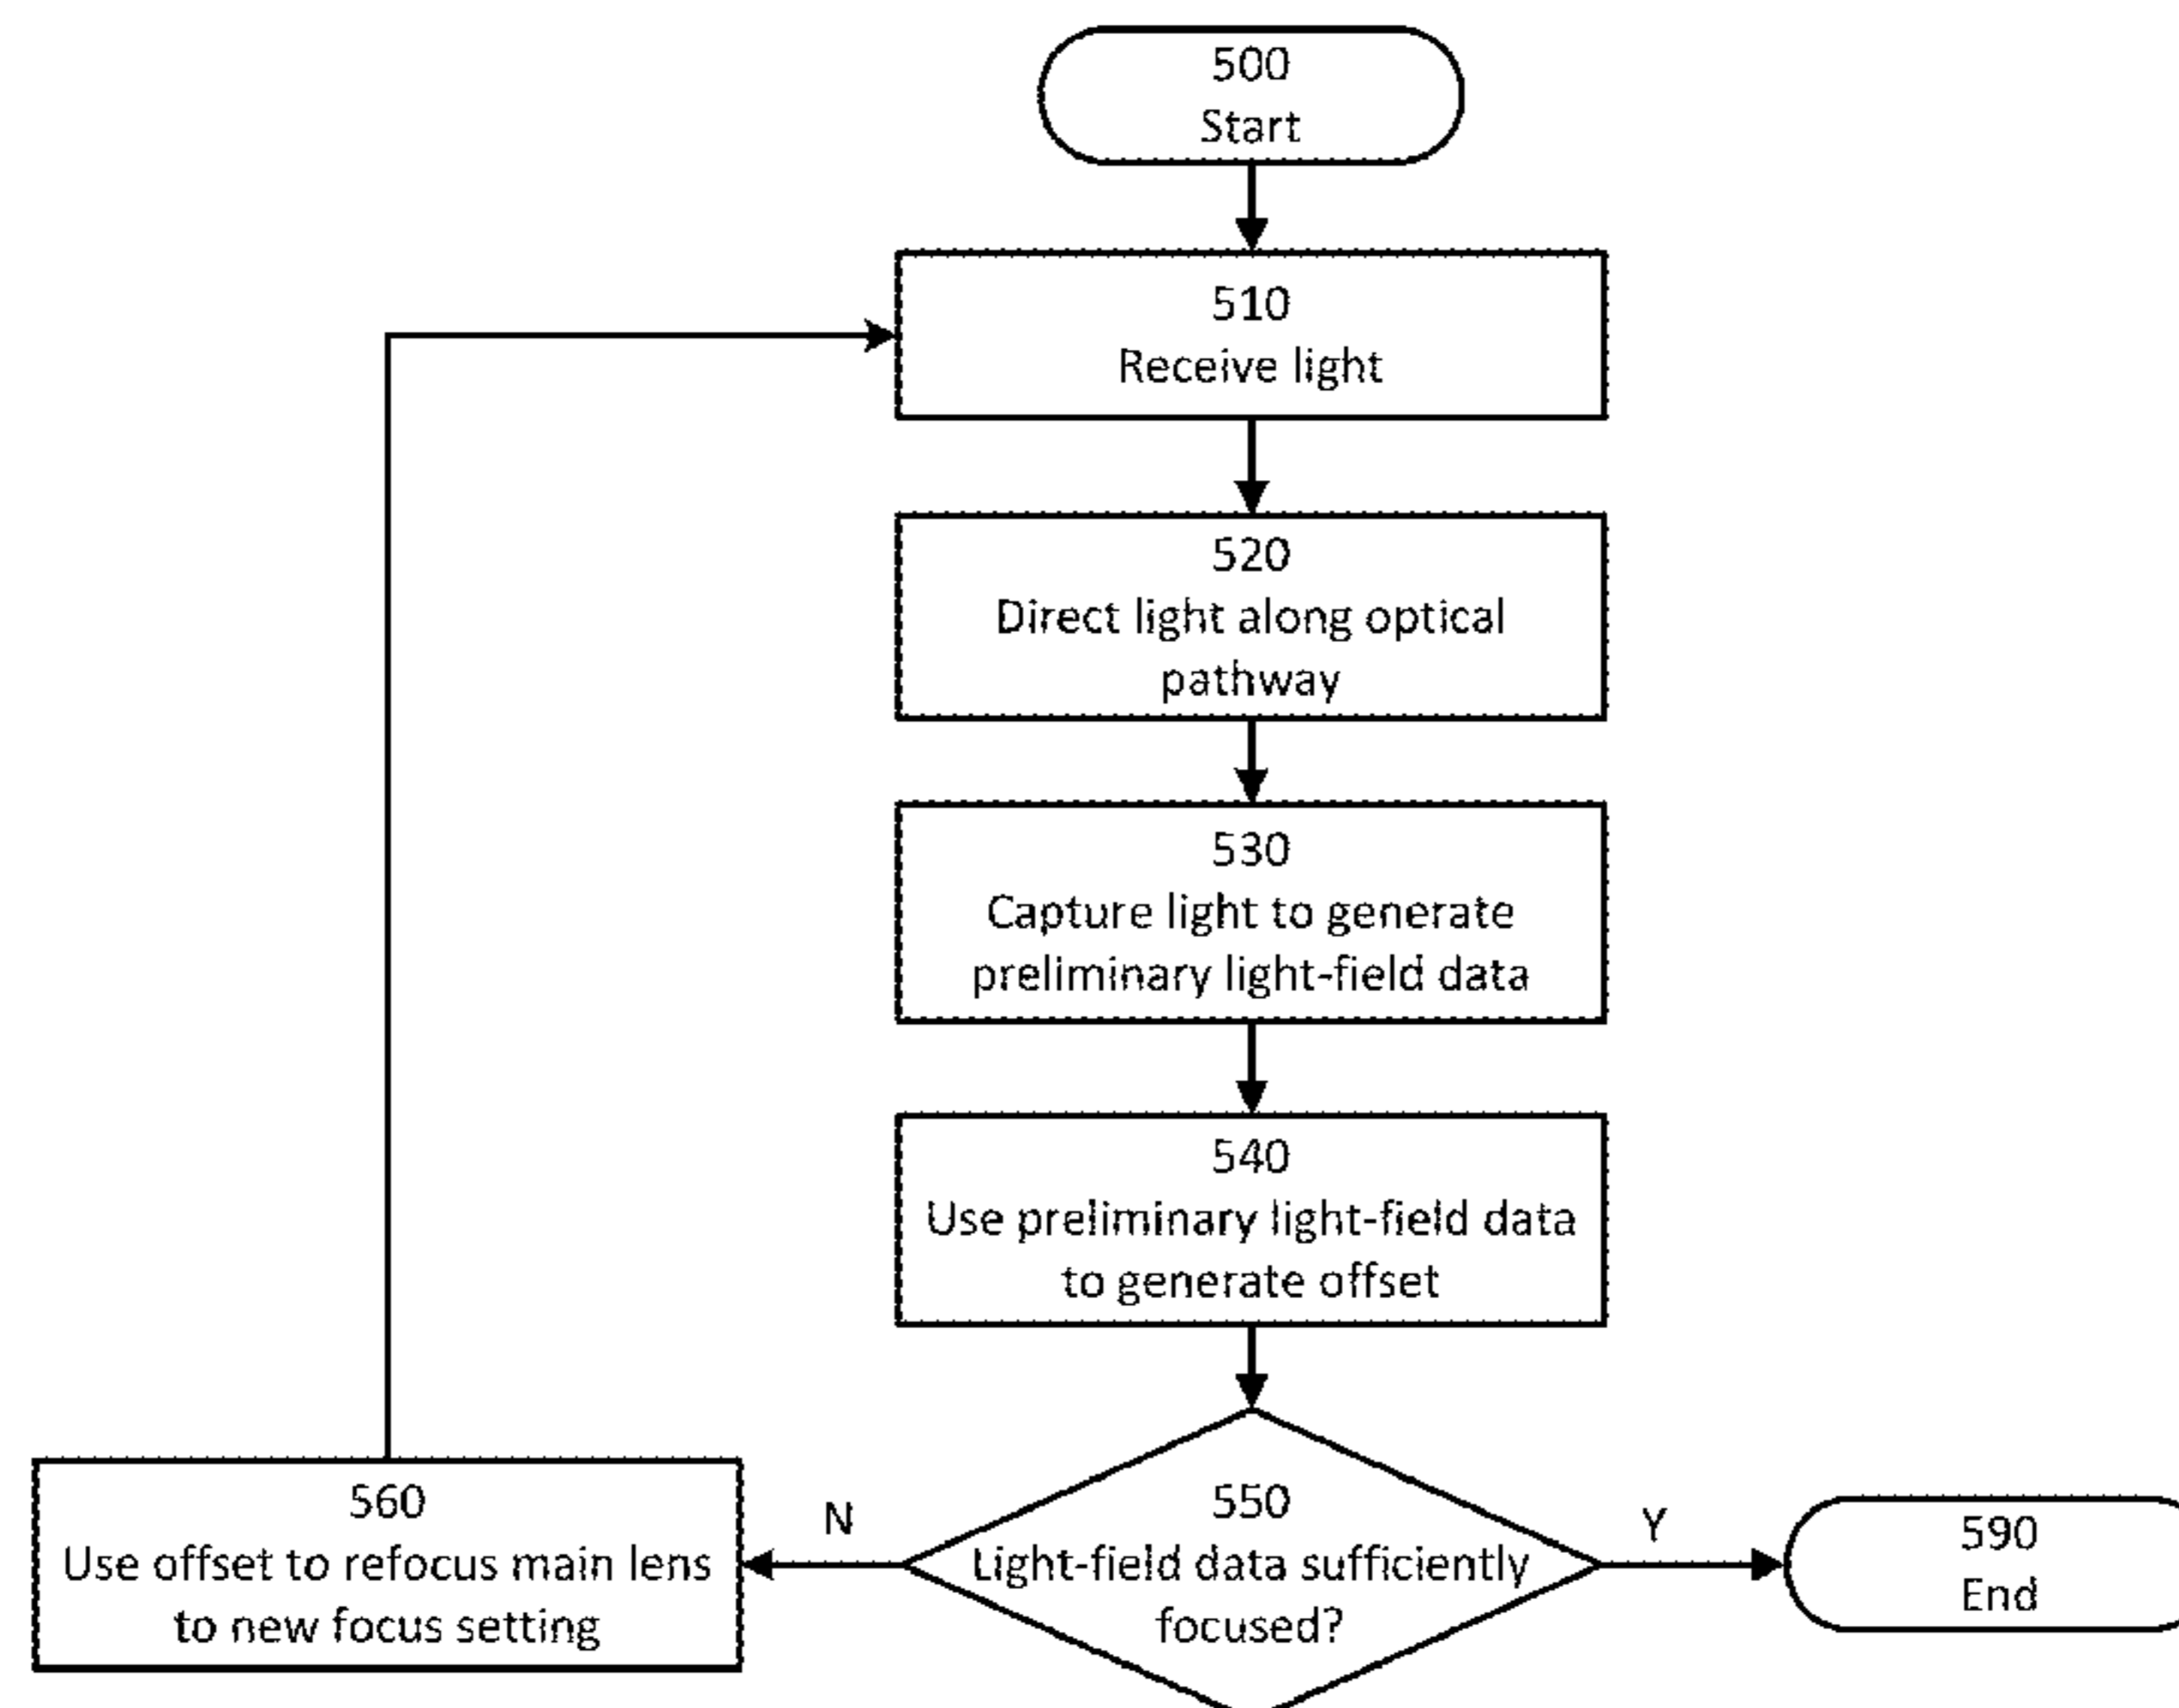 500
Start
510
Receive light
520
Direct light along optical
pathway
530
Capture light to generate
preliminary light-field data
540
Use preliminary light-field data
to generate offset
550
Light-field data sufficiently
focused?
N
Y
560
Use offset to refocus main lens
to new focus setting
590
End